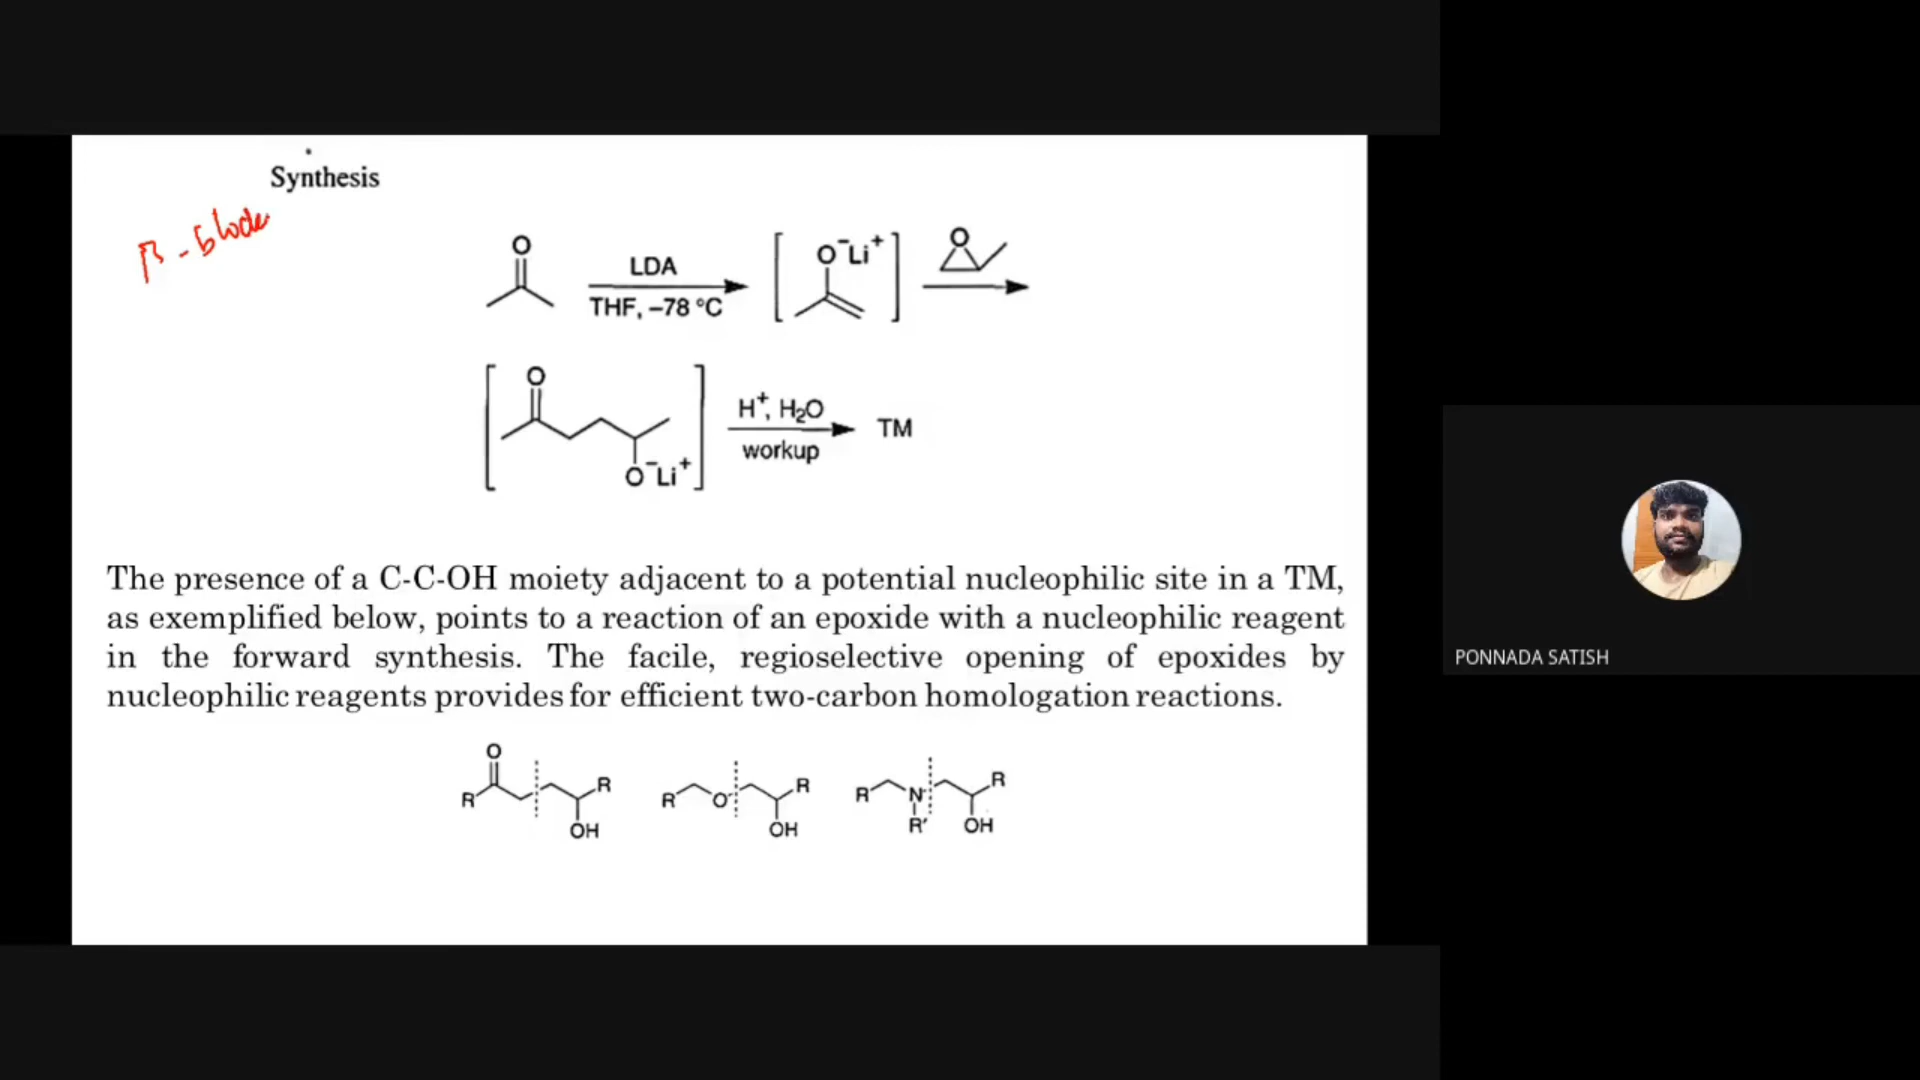 Synthesis
β - blocke
O
LDA
THF, –78 °C
O⁻Li⁺
O
O
O⁻Li⁺
H⁺, H₂O
workup
TM
The presence of a C-C-OH moiety adjacent to a potential nucleophilic site in a TM,
as exemplified below, points to a reaction of an epoxide with a nucleophilic reagent
in the forward synthesis. The facile, regioselective opening of epoxides by
nucleophilic reagents provides for efficient two-carbon homologation reactions.
O
R R OH
R O R OH
R N R' R OH
PONNADA SATISH